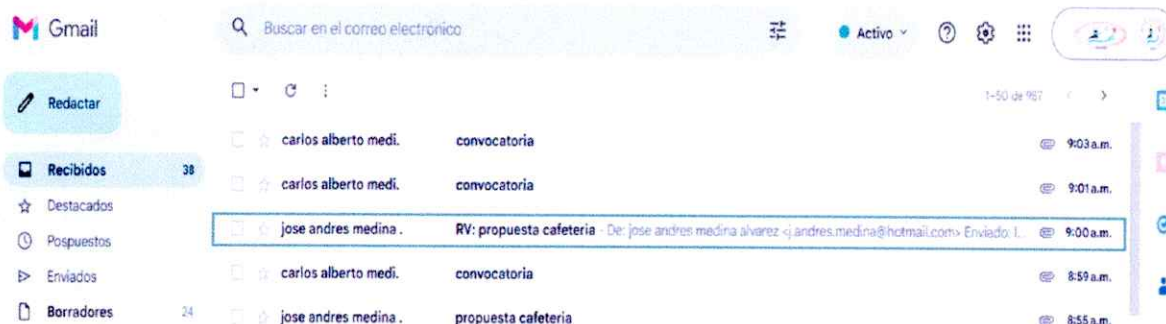 Gmail
Buscar en el correo electrónico
Activo
Redactar
1-50 de 987
carlos alberto medi. convocatoria 9:03 a.m.
Recibidos 38
carlos alberto medi. convocatoria 9:01 a.m.
Destacados
jose andres medina . RV: propuesta cafeteria - De: jose andres medina alvarez <j.andres.medina@hotmail.com> Enviado: l... 9:00 a.m.
Pospuestos
Enviados
carlos alberto medi. convocatoria 8:59 a.m.
Borradores 24
jose andres medina . propuesta cafeteria 8:55 a.m.